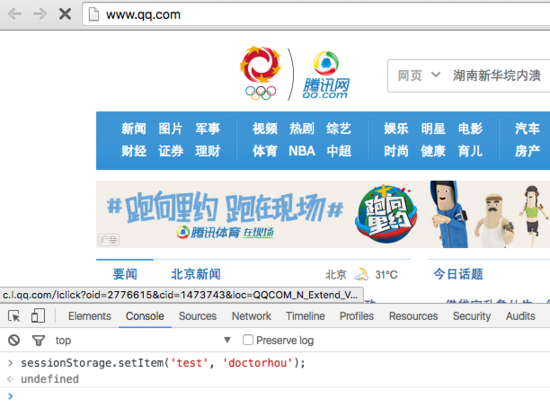 www.qq.com
腾讯网
QQ.com
网页 湖南新华垸内溃
新闻 图片 军事 视频 热剧 综艺 娱乐 明星 电影 汽车
财经 证券 理财 体育 NBA 中超 时尚 健康 育儿 房产
#跑向里约 跑在现场#
跑向里约
腾讯体育 在现场
广告
要闻 北京新闻 北京 31°C 今日话题
c.l.qq.com/lclick?oid=2776615&cid=1473743&loc=QQCOM_N_Extend_V...
Elements Console Sources Network Timeline Profiles Resources Security Audits
top Preserve log
> sessionStorage.setItem('test', 'doctorhou');
undefined